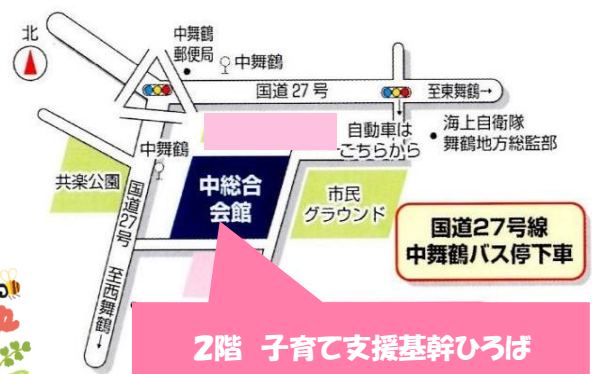 北
中舞鶴
郵便局
中舞鶴
国道27号
至東舞鶴→
自動車は
こちらから
海上自衛隊
舞鶴地方総監部
中舞鶴
共楽公園
国道27号
中総合
会館
市民
グラウンド
至西舞鶴
↓
国道27号線
中舞鶴バス停下車
2階 子育て支援基幹ひろば